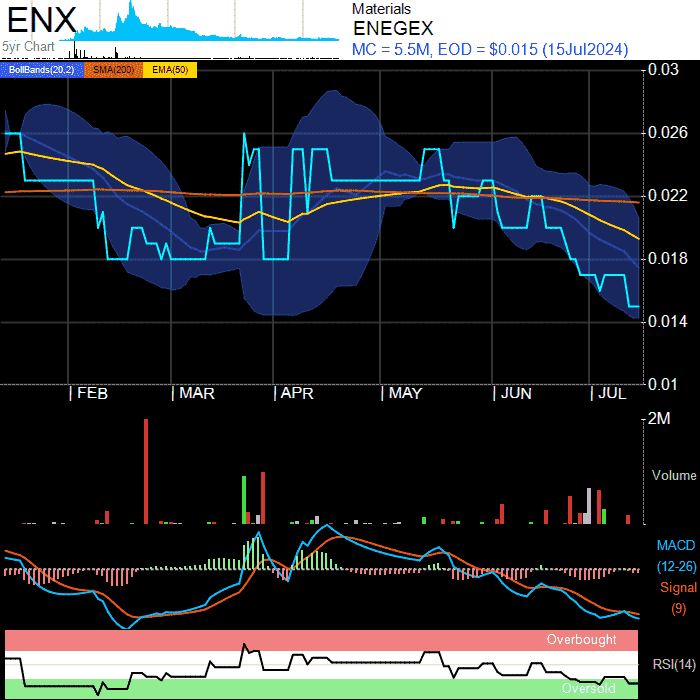 ENX
5yr Chart
Materials
ENEGEX
MC = 5.5M, EOD = $0.015 (15Jul2024)
BollBands(20,2) SMA(200) EMA(50)
0.03
0.026
0.022
0.018
0.014
0.01
FEB MAR APR MAY JUN JUL
2M
Volume
MACD
(12-26)
Signal
(9)
Overbought
RSI(14)
Oversold